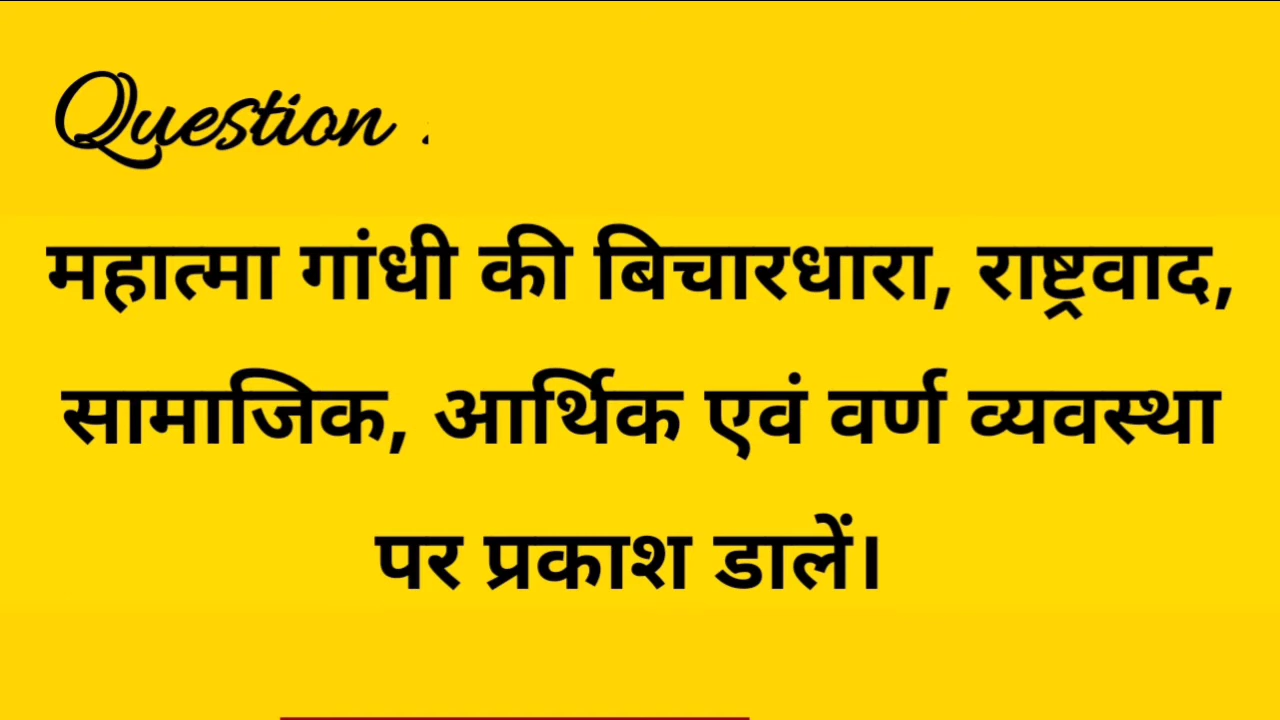 Question :
महात्मा गांधी की बिचारधारा, राष्ट्रवाद,
सामाजिक, आर्थिक एवं वर्ण व्यवस्था
पर प्रकाश डालें।